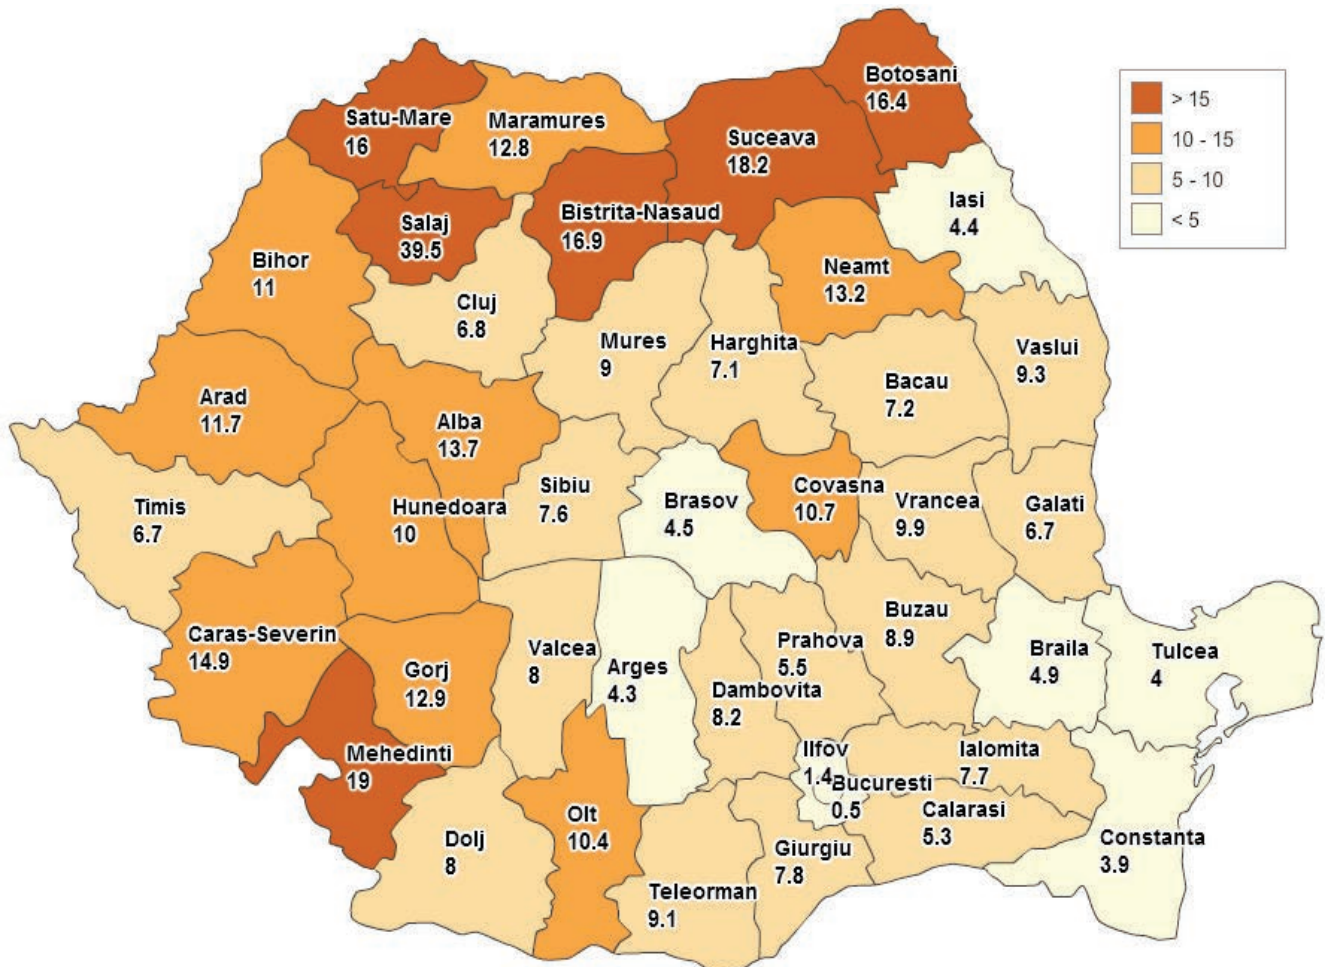 Botosani
16.4
> 15
10 - 15
5 - 10
< 5
Satu-Mare
16
Maramures
12.8
Suceava
18.2
Iasi
4.4
Salaj
39.5
Bistrita-Nasaud
16.9
Bihor
11
Neamt
13.2
Cluj
6.8
Mures
9
Harghita
7.1
Vaslui
9.3
Bacau
7.2
Arad
11.7
Alba
13.7
Timis
6.7
Hunedoara
10
Sibiu
7.6
Brasov
4.5
Covasna
10.7
Vrancea
9.9
Galati
6.7
Caras-Severin
14.9
Gorj
12.9
Valcea
8
Arges
4.3
Dambovita
8.2
Prahova
5.5
Buzau
8.9
Braila
4.9
Tulcea
4
Mehedinti
19
Ilfov
1.4
Bucuresti
0.5
Ialomita
7.7
Calarasi
5.3
Constanta
3.9
Dolj
8
Olt
10.4
Teleorman
9.1
Giurgiu
7.8